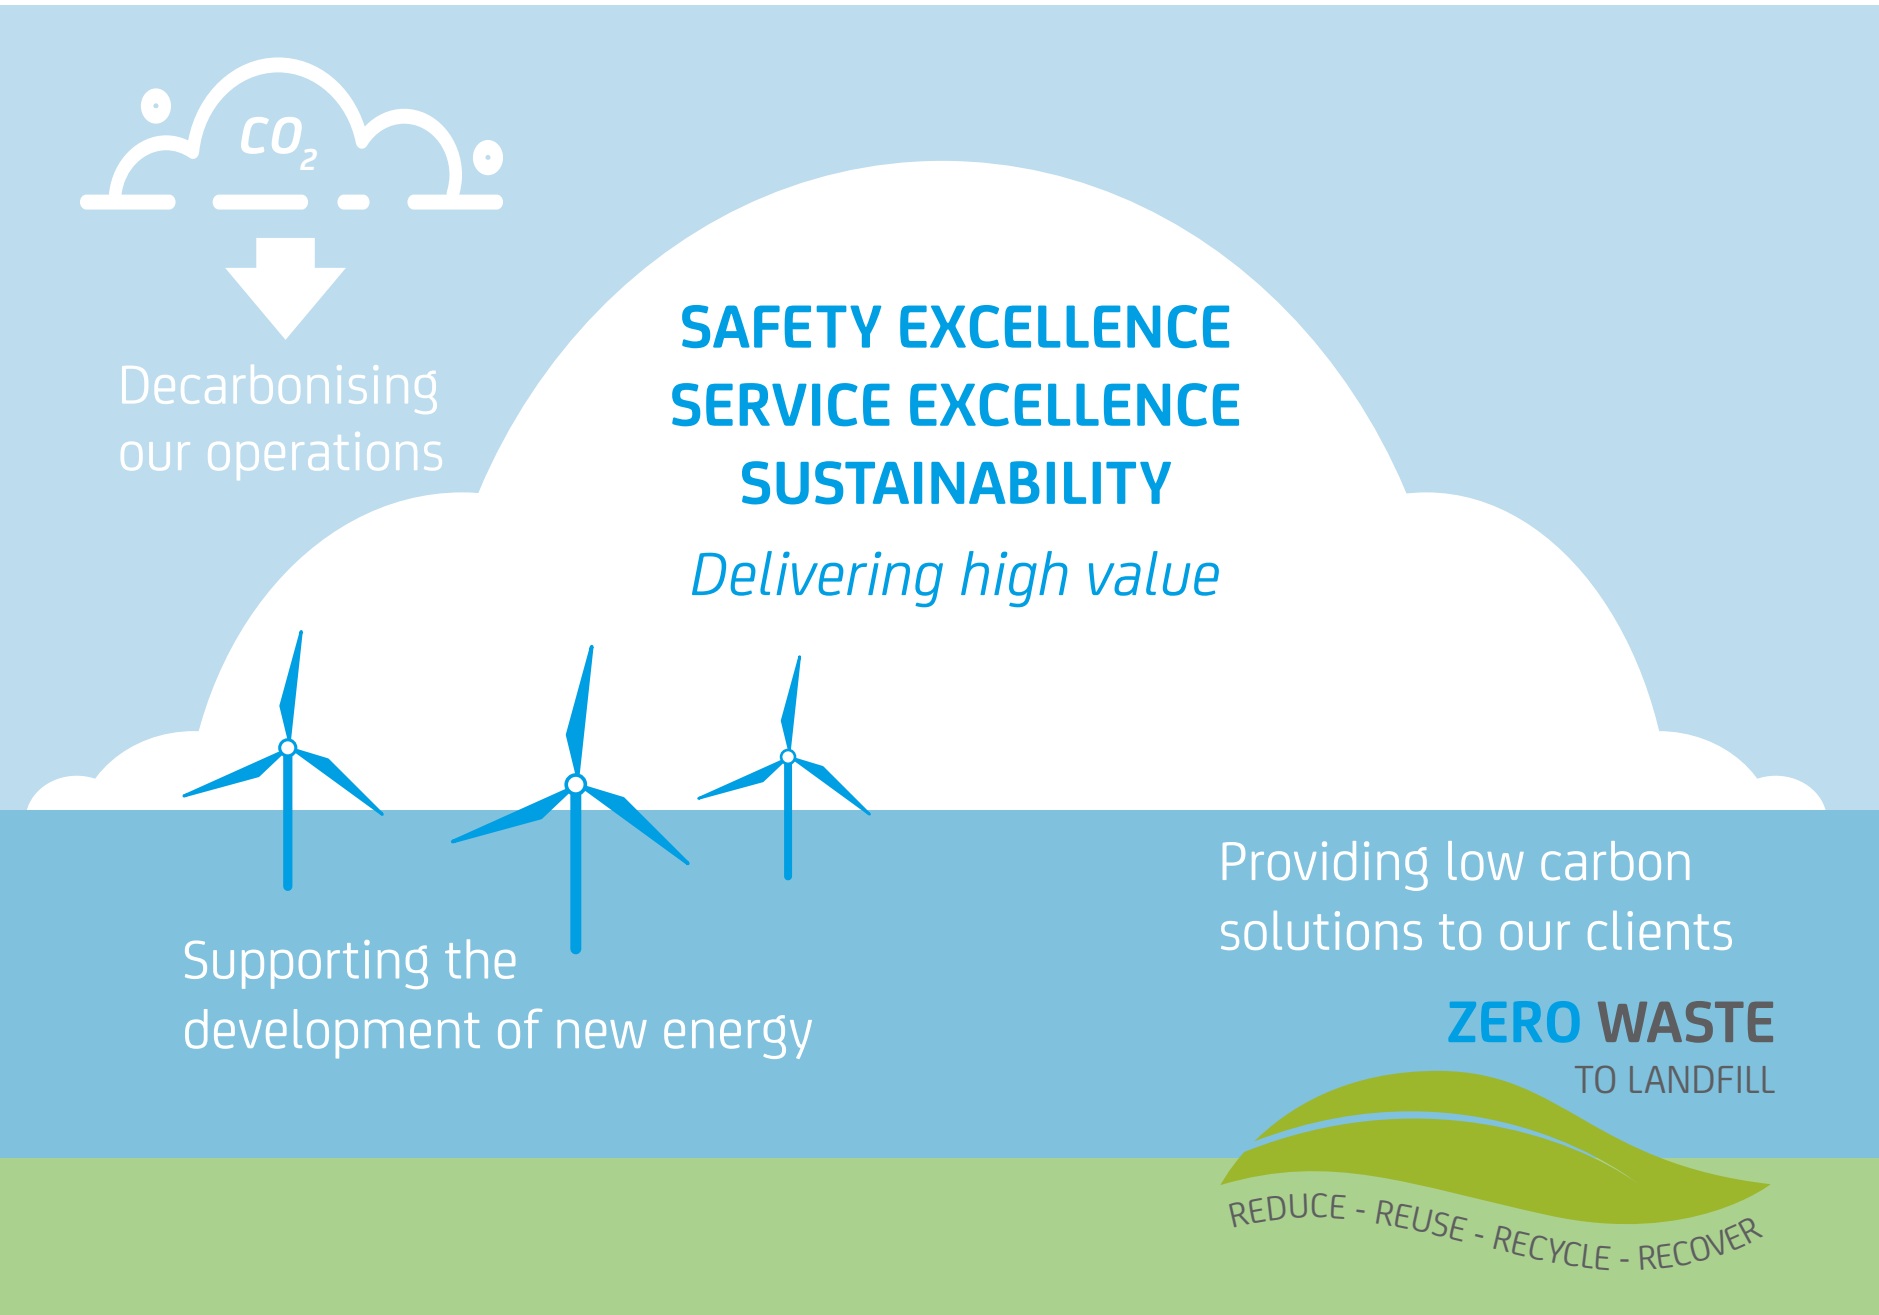 CO₂
Decarbonising
our operations
SAFETY EXCELLENCE
SERVICE EXCELLENCE
SUSTAINABILITY
Delivering high value
Supporting the
development of new energy
Providing low carbon
solutions to our clients
ZERO WASTE
TO LANDFILL
REDUCE - REUSE - RECYCLE - RECOVER